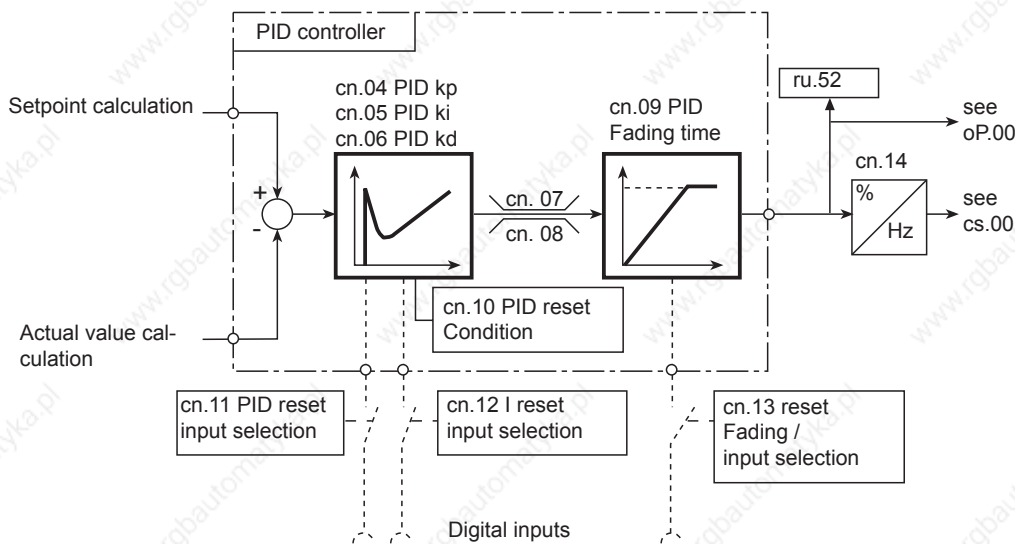 PID controller
Setpoint calculation
cn.04 PID kp
cn.05 PID ki
cn.06 PID kd
cn.09 PID
Fading time
ru.52
see
oP.00
cn.14
%
Hz
see
cs.00
+
-
cn. 07
cn. 08
cn.10 PID reset
Condition
Actual value cal-
culation
cn.11 PID reset
input selection
cn.12 I reset
input selection
cn.13 reset
Fading /
input selection
Digital inputs
www.rgbautomatyka.pl